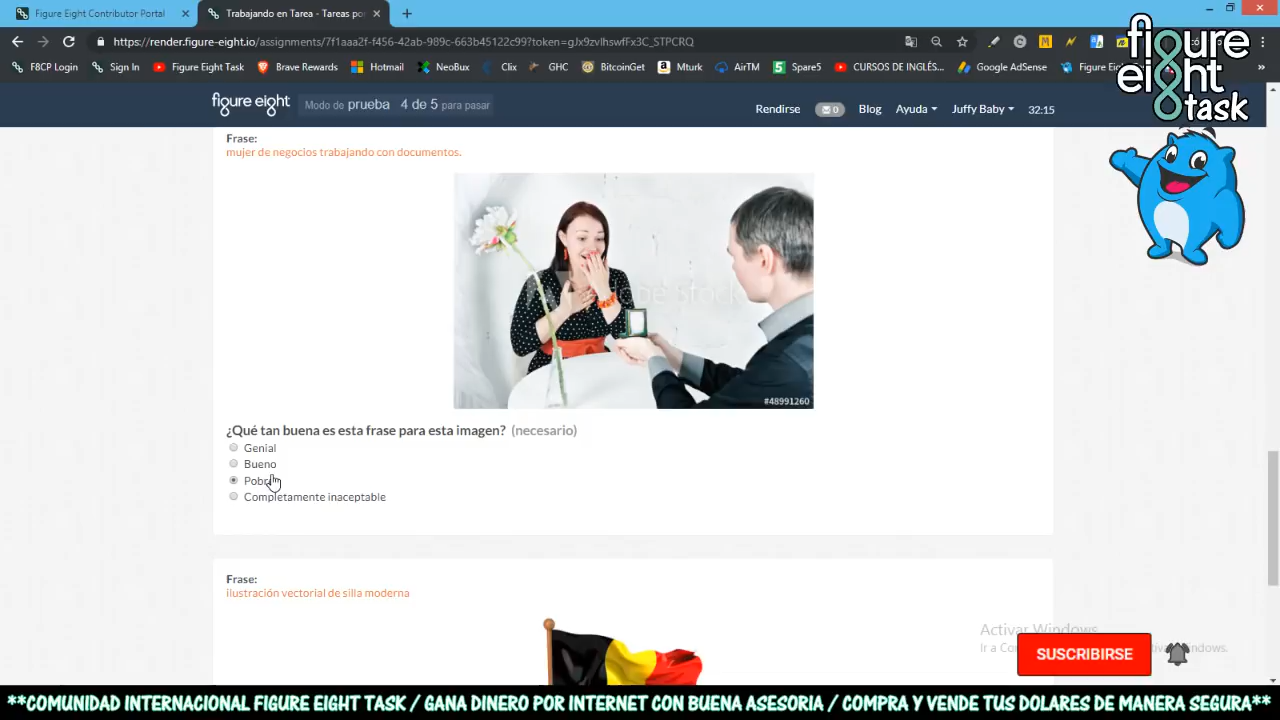 Figure Eight Contributor Portal
Trabajando en Tarea - Tareas por
https://render.figure-eight.io/assignments/7f1aaa2f-f456-42ab-915c-663b45122c99?token=gJx9zvlhswfFx3C_STPCRQ
F8CP Login
Sign In
Figure Eight Task
Brave Rewards
Hotmail
NeoBux
Clix
GHC
BitcoinGet
Mturk
AirTM
Spare5
CURSOS DE INGLÉS...
Google AdSense
figure eight task
figure eight
Modo de prueba 4 de 5 para pasar
Rendirse
0
Blog
Ayuda
Juffy Baby
32:15
Frase:
mujer de negocios trabajando con documentos.
Adobe Stock
#48991260
¿Qué tan buena es esta frase para esta imagen? (necesario)
Genial
Bueno
Completamente inaceptable
Frase:
ilustración vectorial de silla moderna
Activar Windows
SUSCRIBIRSE
**COMUNIDAD INTERNACIONAL FIGURE EIGHT TASK / GANA DINERO POR INTERNET CON BUENA ASESORIA / COMPRA Y VENDE TUS DOLARES DE MANERA SEGURA**